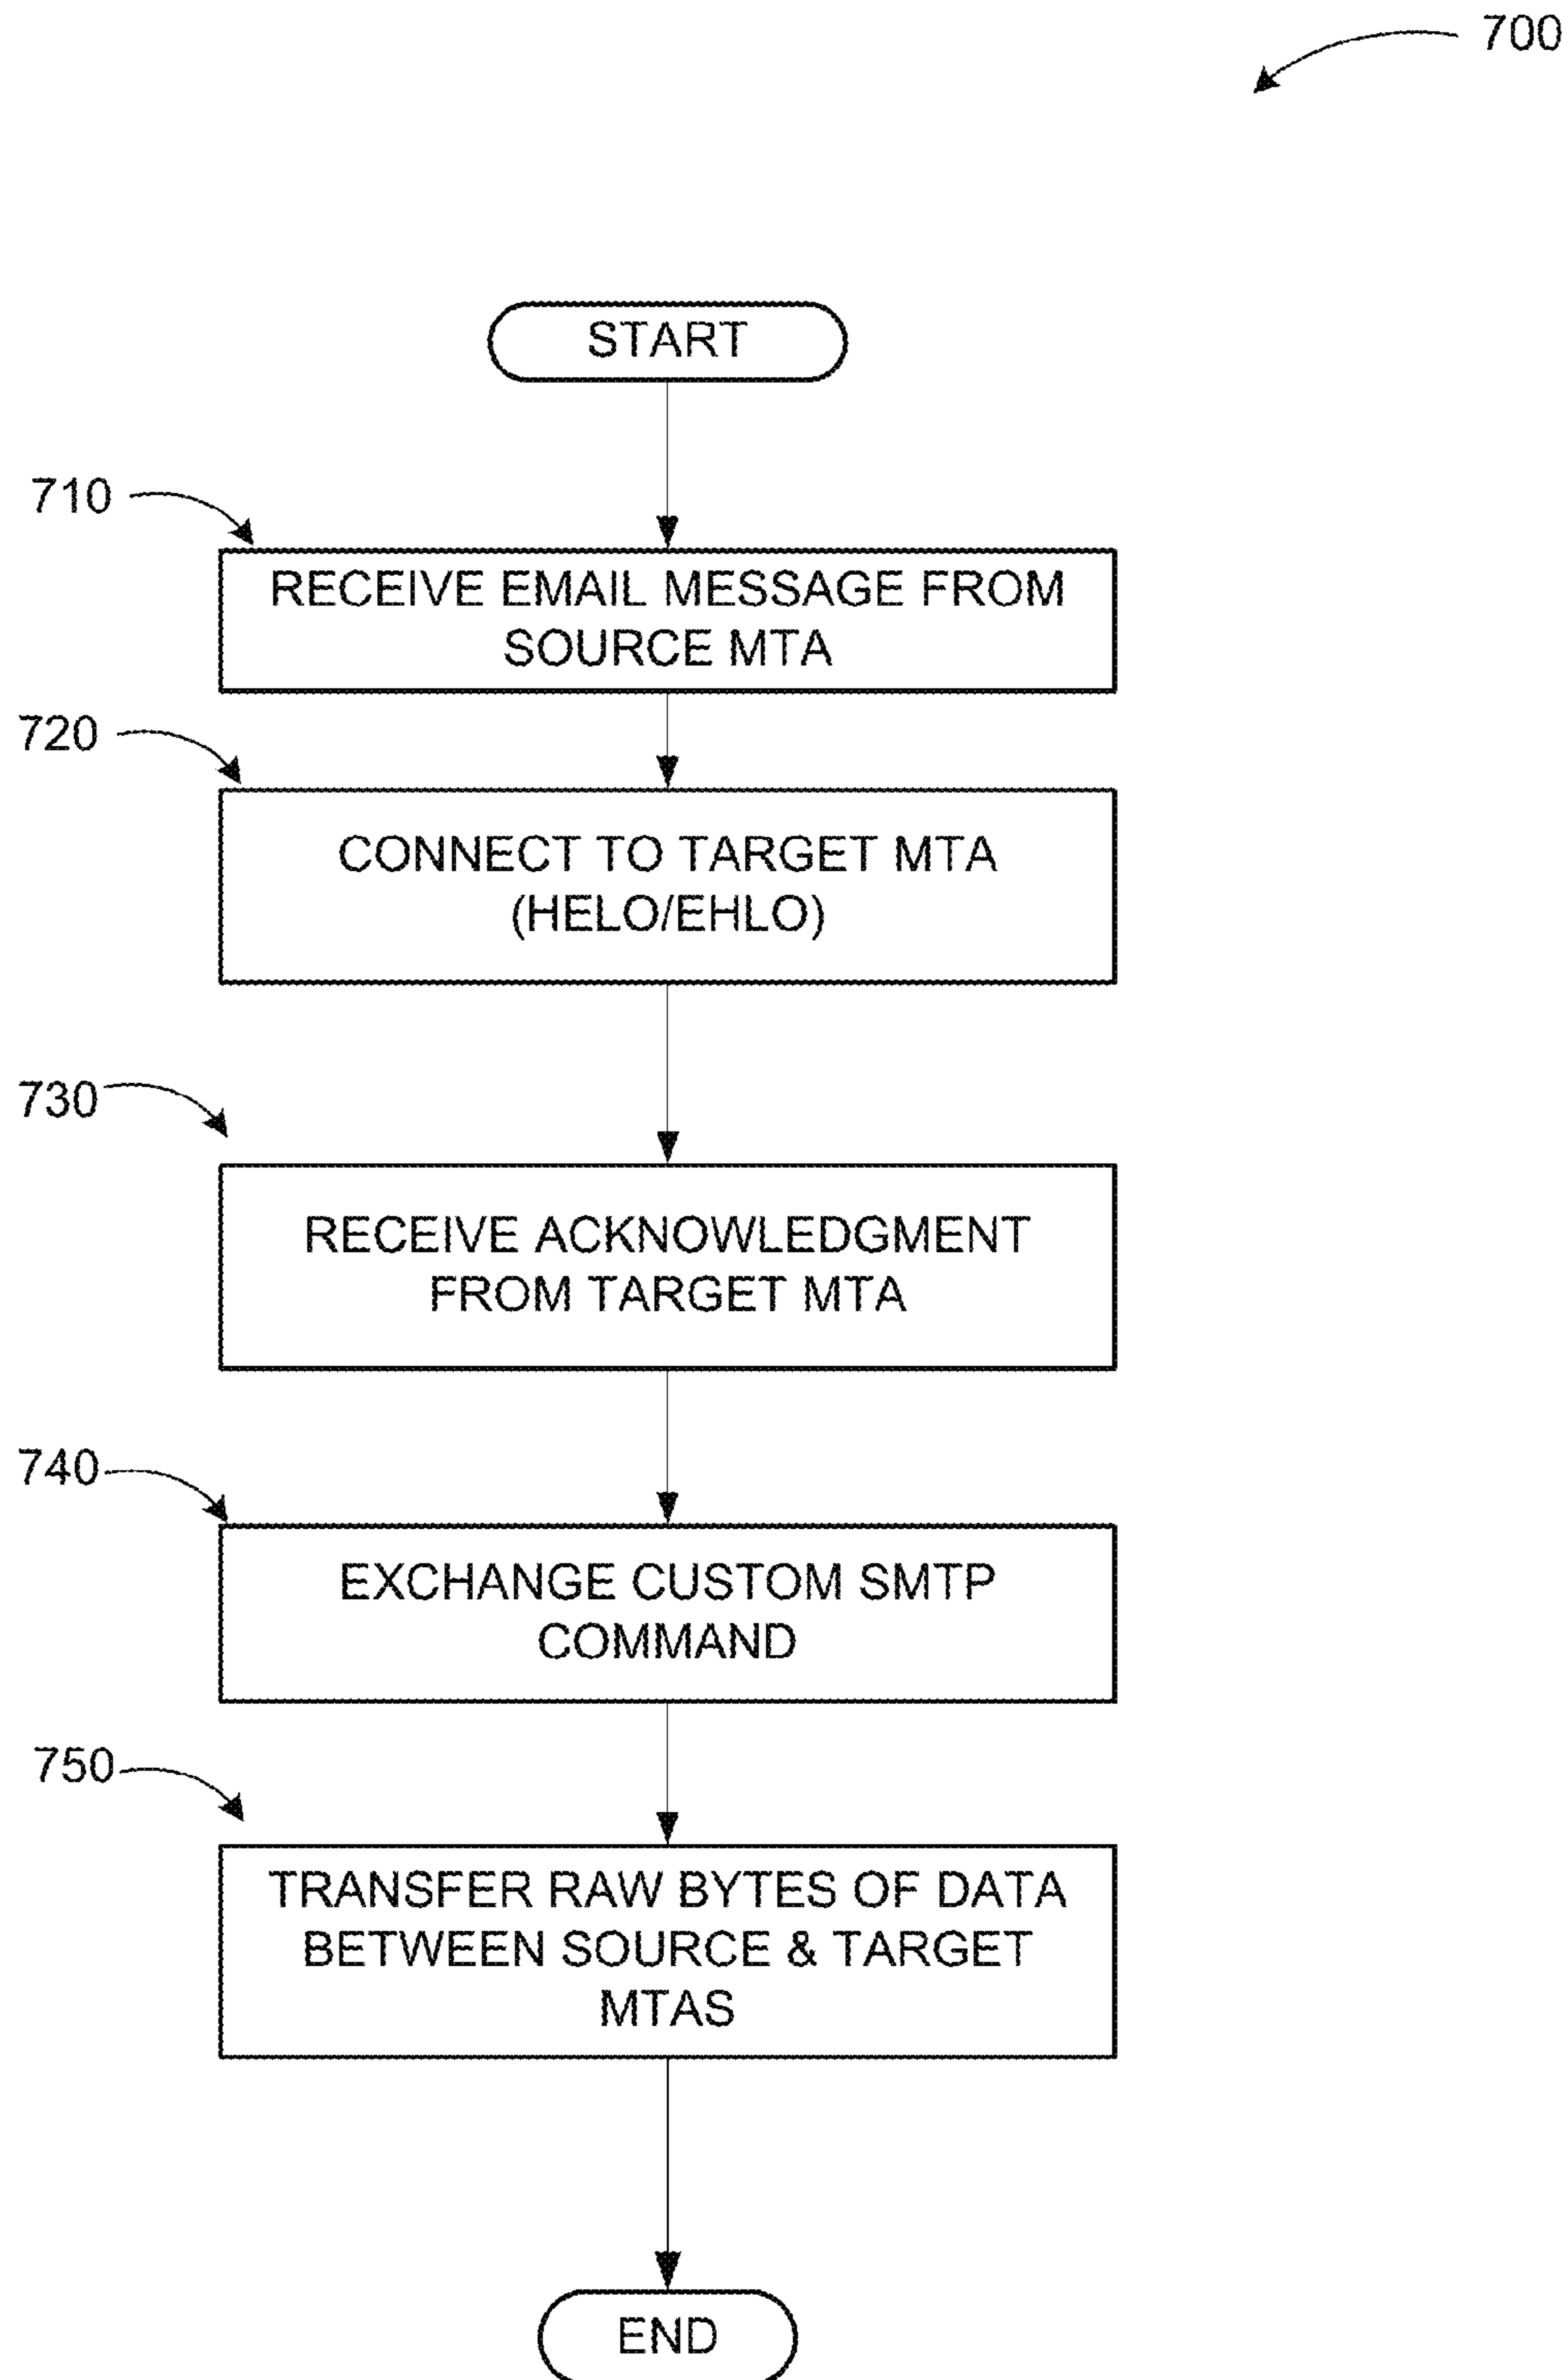 700
START
710
RECEIVE EMAIL MESSAGE FROM
SOURCE MTA
720
CONNECT TO TARGET MTA
(HELO/EHLO)
730
RECEIVE ACKNOWLEDGMENT
FROM TARGET MTA
740
EXCHANGE CUSTOM SMTP
COMMAND
750
TRANSFER RAW BYTES OF DATA
BETWEEN SOURCE & TARGET
MTAS
END